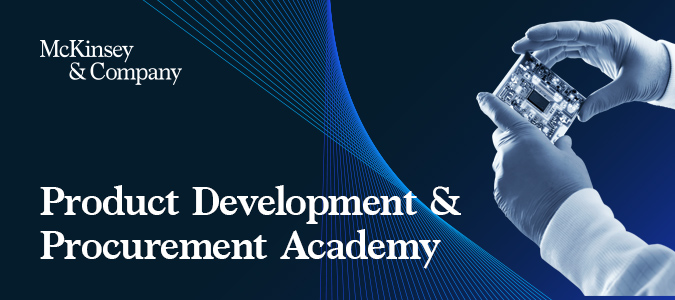 McKinsey
& Company
Product Development &
Procurement Academy